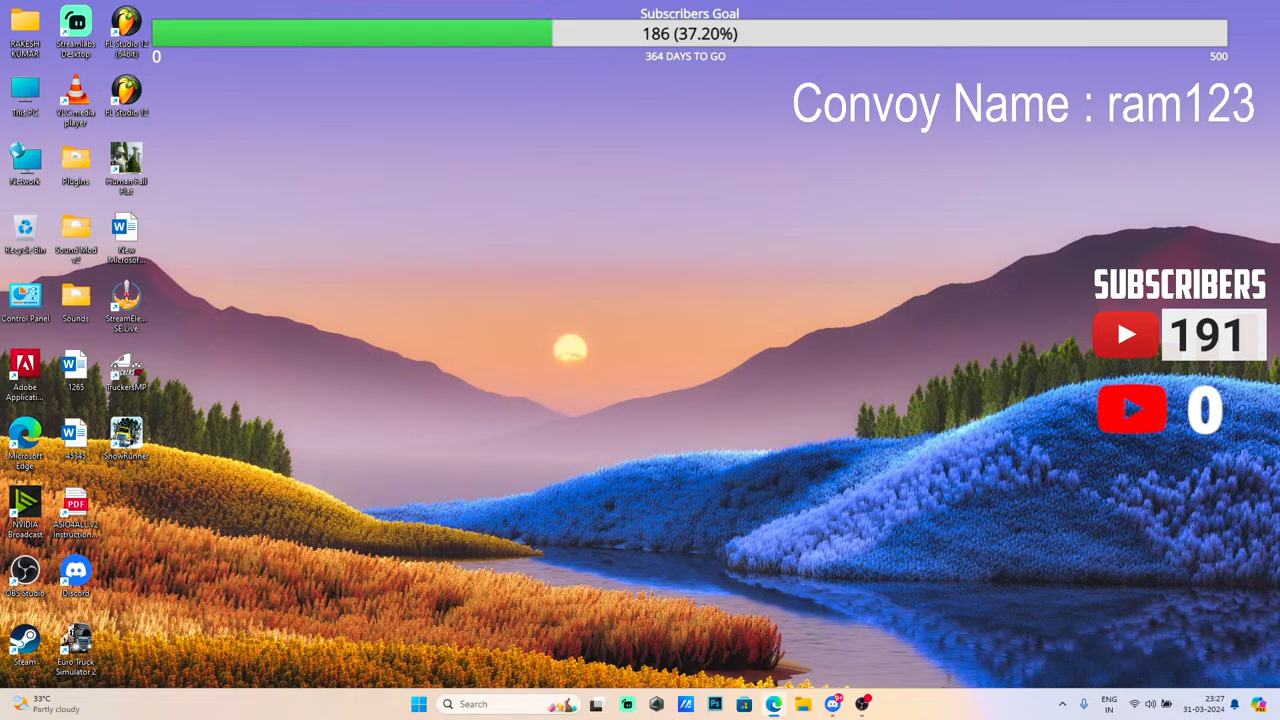 Subscribers Goal
186 (37.20%)
0
364 DAYS TO GO
500
Convoy Name : ram123
SUBSCRIBERS
191
0
RAKESH KUMAR
Streamlabs Desktop
FL Studio 12 (64bit)
This PC
VLC media player
FL Studio 12
Network
Plugins
Human Fall Flat
Recycle Bin
Sound Mod v2
New Microsof...
Control Panel
Sounds
StreamEle... SE.Live
Adobe Applicati...
1265
TruckersMP
Microsoft Edge
45345
SnowRunner
NVIDIA Broadcast
PDF
ASIO4ALL v2 Instruction...
OBS Studio
Discord
Steam
Euro Truck Simulator 2
33°C
Partly cloudy
Search
Ps
ENG
IN
23:27
31-03-2024